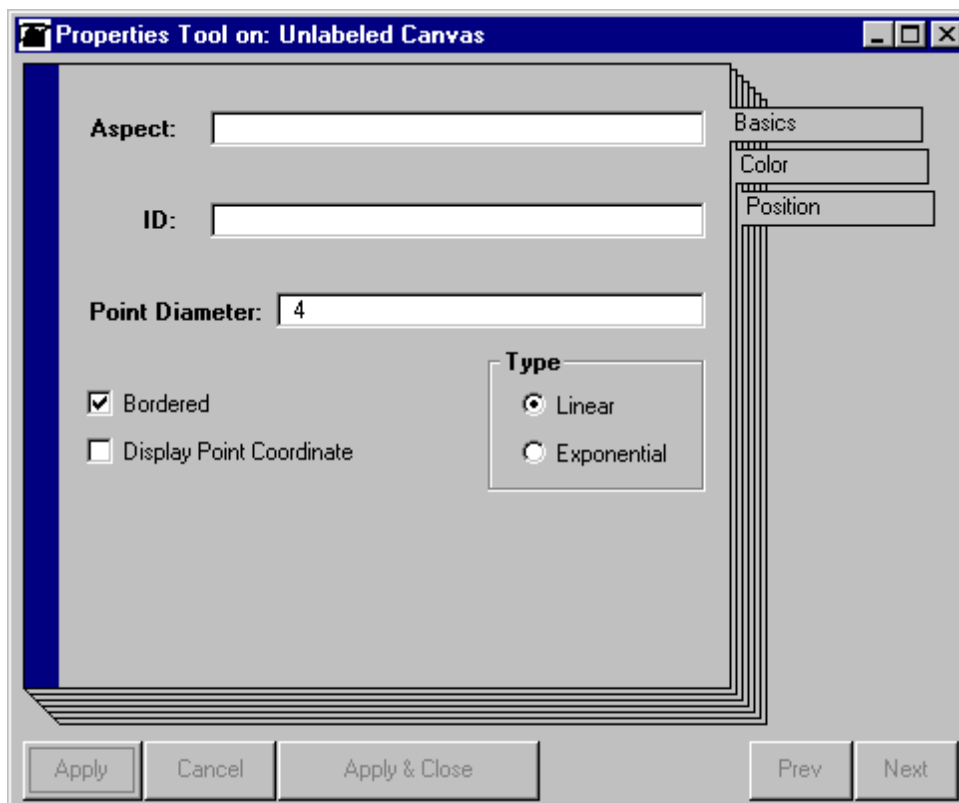 Properties Tool on: Unlabeled Canvas
Aspect:
Basics
Color
ID:
Position
Point Diameter: 4
Type
Bordered
Linear
Display Point Coordinate
Exponential
Apply Cancel Apply & Close Prev Next